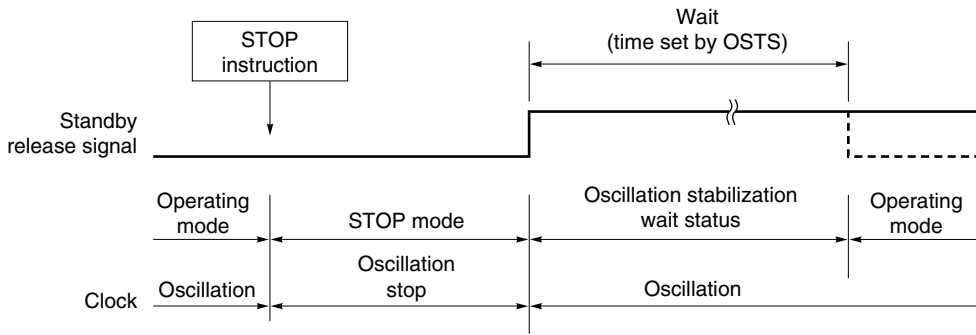 Wait
(time set by OSTS)
STOP
instruction
Standby
release signal
Operating
mode
STOP mode
Oscillation stabilization
wait status
Operating
mode
Clock
Oscillation
Oscillation
stop
Oscillation